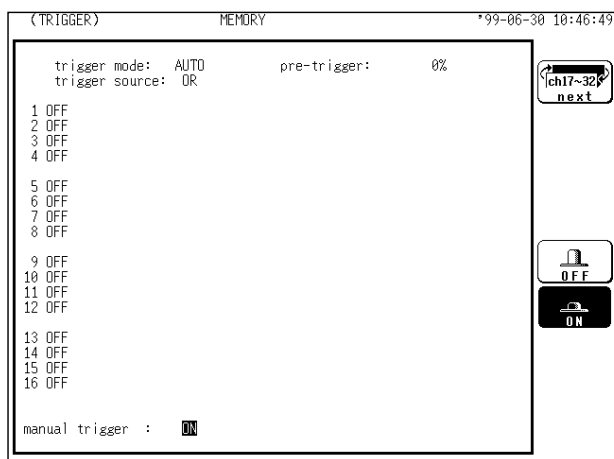 (TRIGGER) MEMORY '99-06-30 10:46:49
trigger mode: AUTO pre-trigger: 0%
trigger source: OR
ch17~32
next
1 OFF
2 OFF
3 OFF
4 OFF
5 OFF
6 OFF
7 OFF
8 OFF
9 OFF
10 OFF
11 OFF
12 OFF
OFF
ON
13 OFF
14 OFF
15 OFF
16 OFF
manual trigger : ON